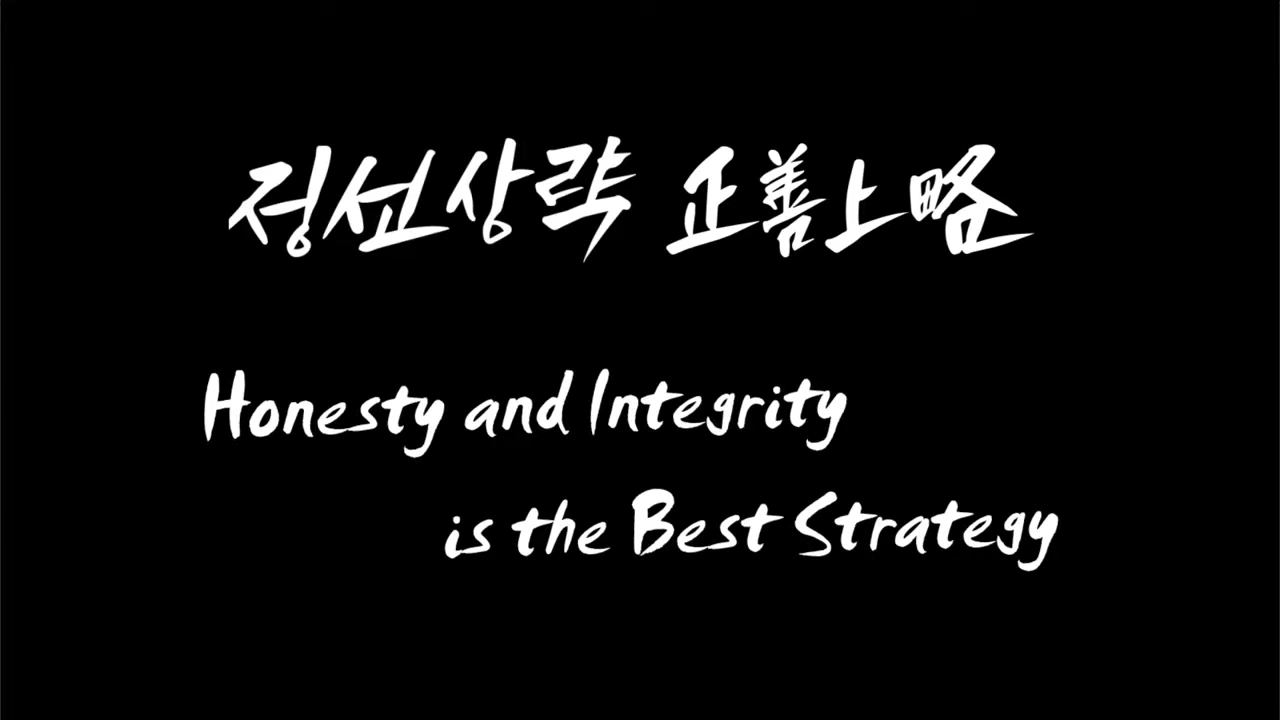 정선상략 正善上略
Honesty and Integrity
is the Best Strategy